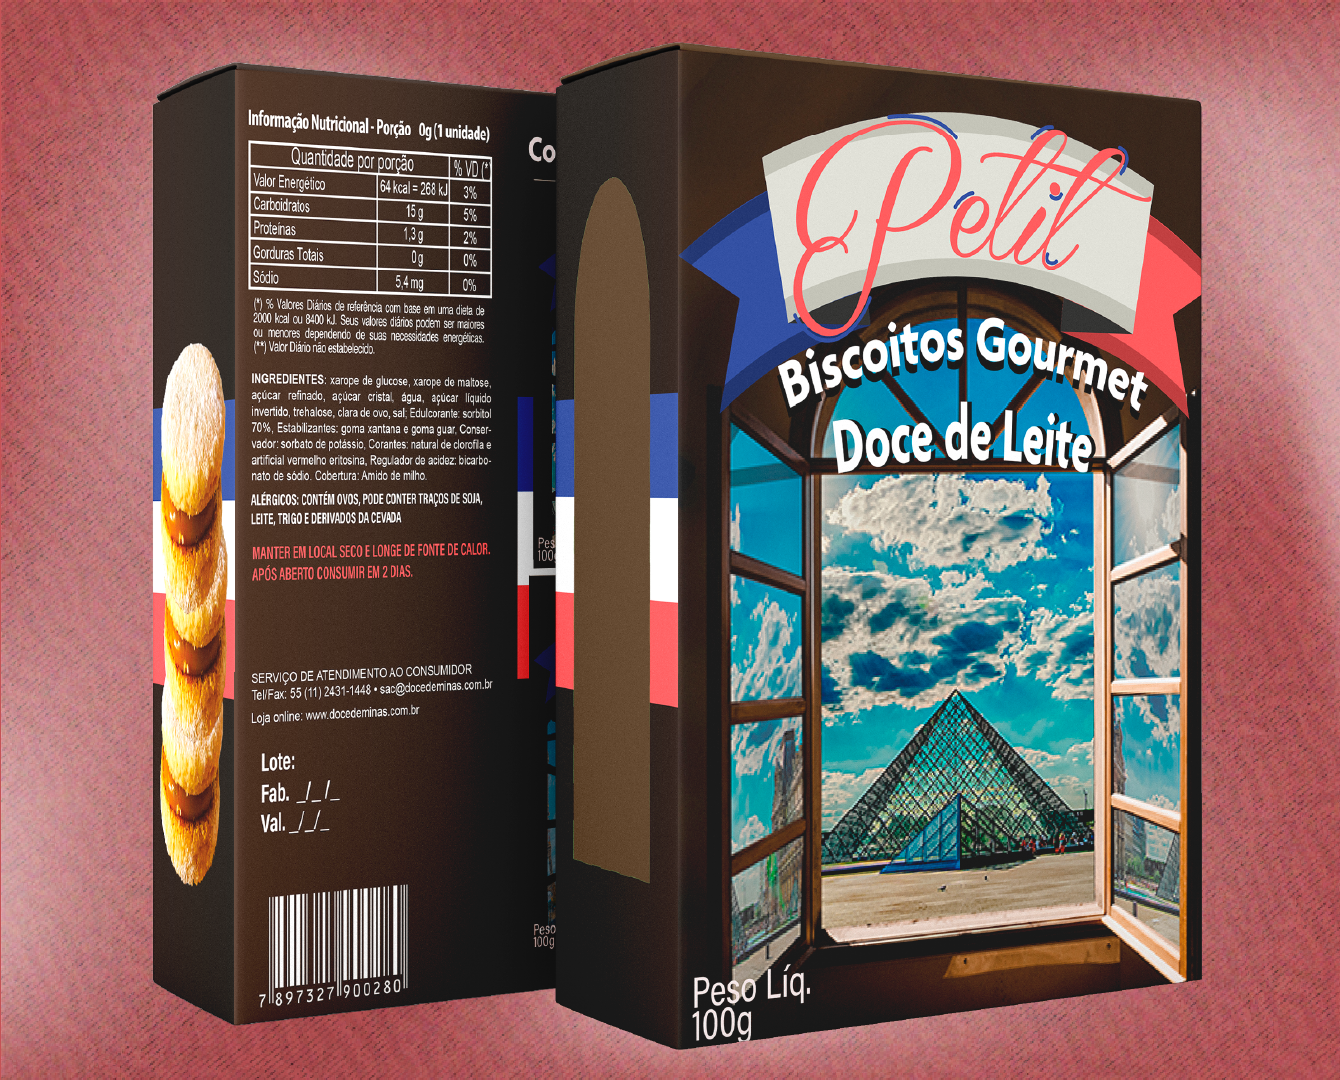 Informação Nutricional - Porção 0g (1 unidade)
Quantidade por porção % VD (*)
Valor Energético 64 kcal = 268 kJ 3%
Carboidratos 15 g 5%
Proteínas 1,3 g 2%
Gorduras Totais 0 g 0%
Sódio 5,4 mg 0%
(*) % Valores Diários de referência com base em uma dieta de
2000 kcal ou 8400 kJ. Seus valores diários podem ser maiores
ou menores dependendo de suas necessidades energéticas.
(**) Valor Diário não estabelecido.
INGREDIENTES: xarope de glucose, xarope de maltose,
açúcar refinado, açúcar cristal, água, açúcar líquido
invertido, trehalose, clara de ovo, sal; Edulcorante: sorbitol
70%, Estabilizantes: goma xantana e goma guar, Conser-
vador: sorbato de potássio, Corantes: natural de clorofila e
artificial vermelho eritosina, Regulador de acidez: bicarbo-
nato de sódio. Cobertura: Amido de milho.
ALÉRGICOS: CONTÉM OVOS, PODE CONTER TRAÇOS DE SOJA,
LEITE, TRIGO E DERIVADOS DA CEVADA
MANTER EM LOCAL SECO E LONGE DE FONTE DE CALOR.
APÓS ABERTO CONSUMIR EM 2 DIAS.
SERVIÇO DE ATENDIMENTO AO CONSUMIDOR
Tel/Fax: 55 (11) 2431-1448 • sac@docedeminas.com.br
Loja online: www.docedeminas.com.br
Lote:
Fab. _/_/_
Val. _/_/_
7 897327 900280
Co
Pes
100g
Peso
100g
Petit
Biscoitos Gourmet
Doce de Leite
Peso Líq.
100g